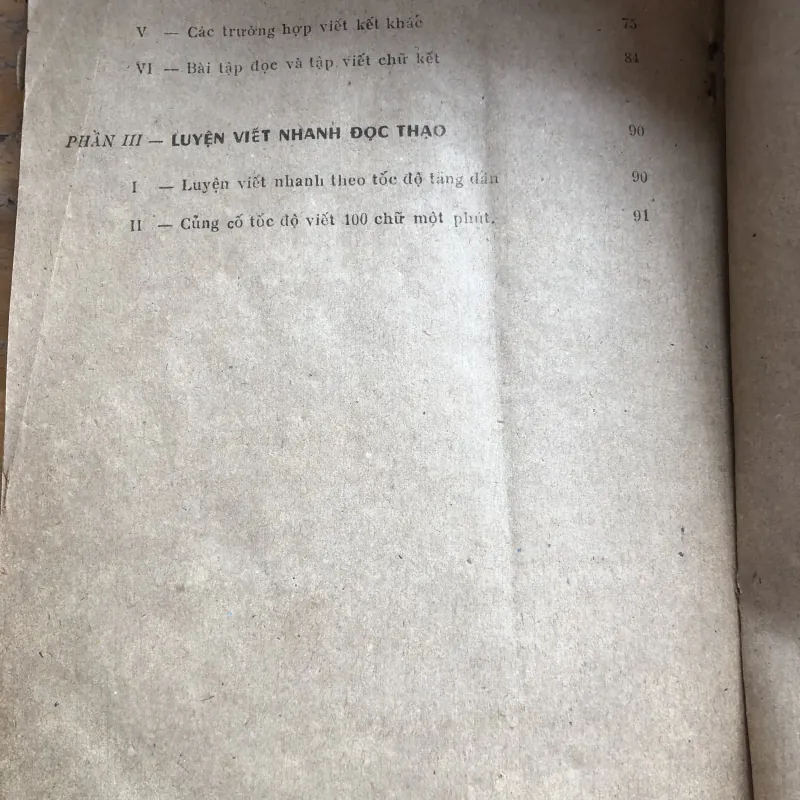 V — Các trường hợp viết kết khác 75
VI — Bài tập đọc và tập viết chữ kết 84
PHẦN III — LUYỆN VIẾT NHANH ĐỌC THẠO 90
I — Luyện viết nhanh theo tốc độ tăng dần 90
II — Củng cố tốc độ viết 100 chữ một phút. 91